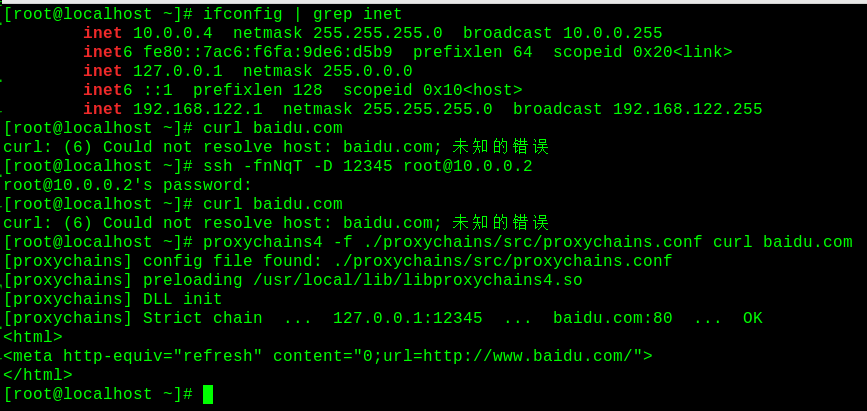 [root@localhost ~]# ifconfig | grep inet
        inet 10.0.0.4  netmask 255.255.255.0  broadcast 10.0.0.255
        inet6 fe80::7ac6:f6fa:9de6:d5b9  prefixlen 64  scopeid 0x20<link>
        inet 127.0.0.1  netmask 255.0.0.0
        inet6 ::1  prefixlen 128  scopeid 0x10<host>
        inet 192.168.122.1  netmask 255.255.255.0  broadcast 192.168.122.255
[root@localhost ~]# curl baidu.com
curl: (6) Could not resolve host: baidu.com; 未知的错误
[root@localhost ~]# ssh -fnNqT -D 12345 root@10.0.0.2
root@10.0.0.2's password:
[root@localhost ~]# curl baidu.com
curl: (6) Could not resolve host: baidu.com; 未知的错误
[root@localhost ~]# proxychains4 -f ./proxychains/src/proxychains.conf curl baidu.com
[proxychains] config file found: ./proxychains/src/proxychains.conf
[proxychains] preloading /usr/local/lib/libproxychains4.so
[proxychains] DLL init
[proxychains] Strict chain  ...  127.0.0.1:12345  ...  baidu.com:80  ...  OK
<html>
<meta http-equiv="refresh" content="0;url=http://www.baidu.com/">
</html>
[root@localhost ~]#